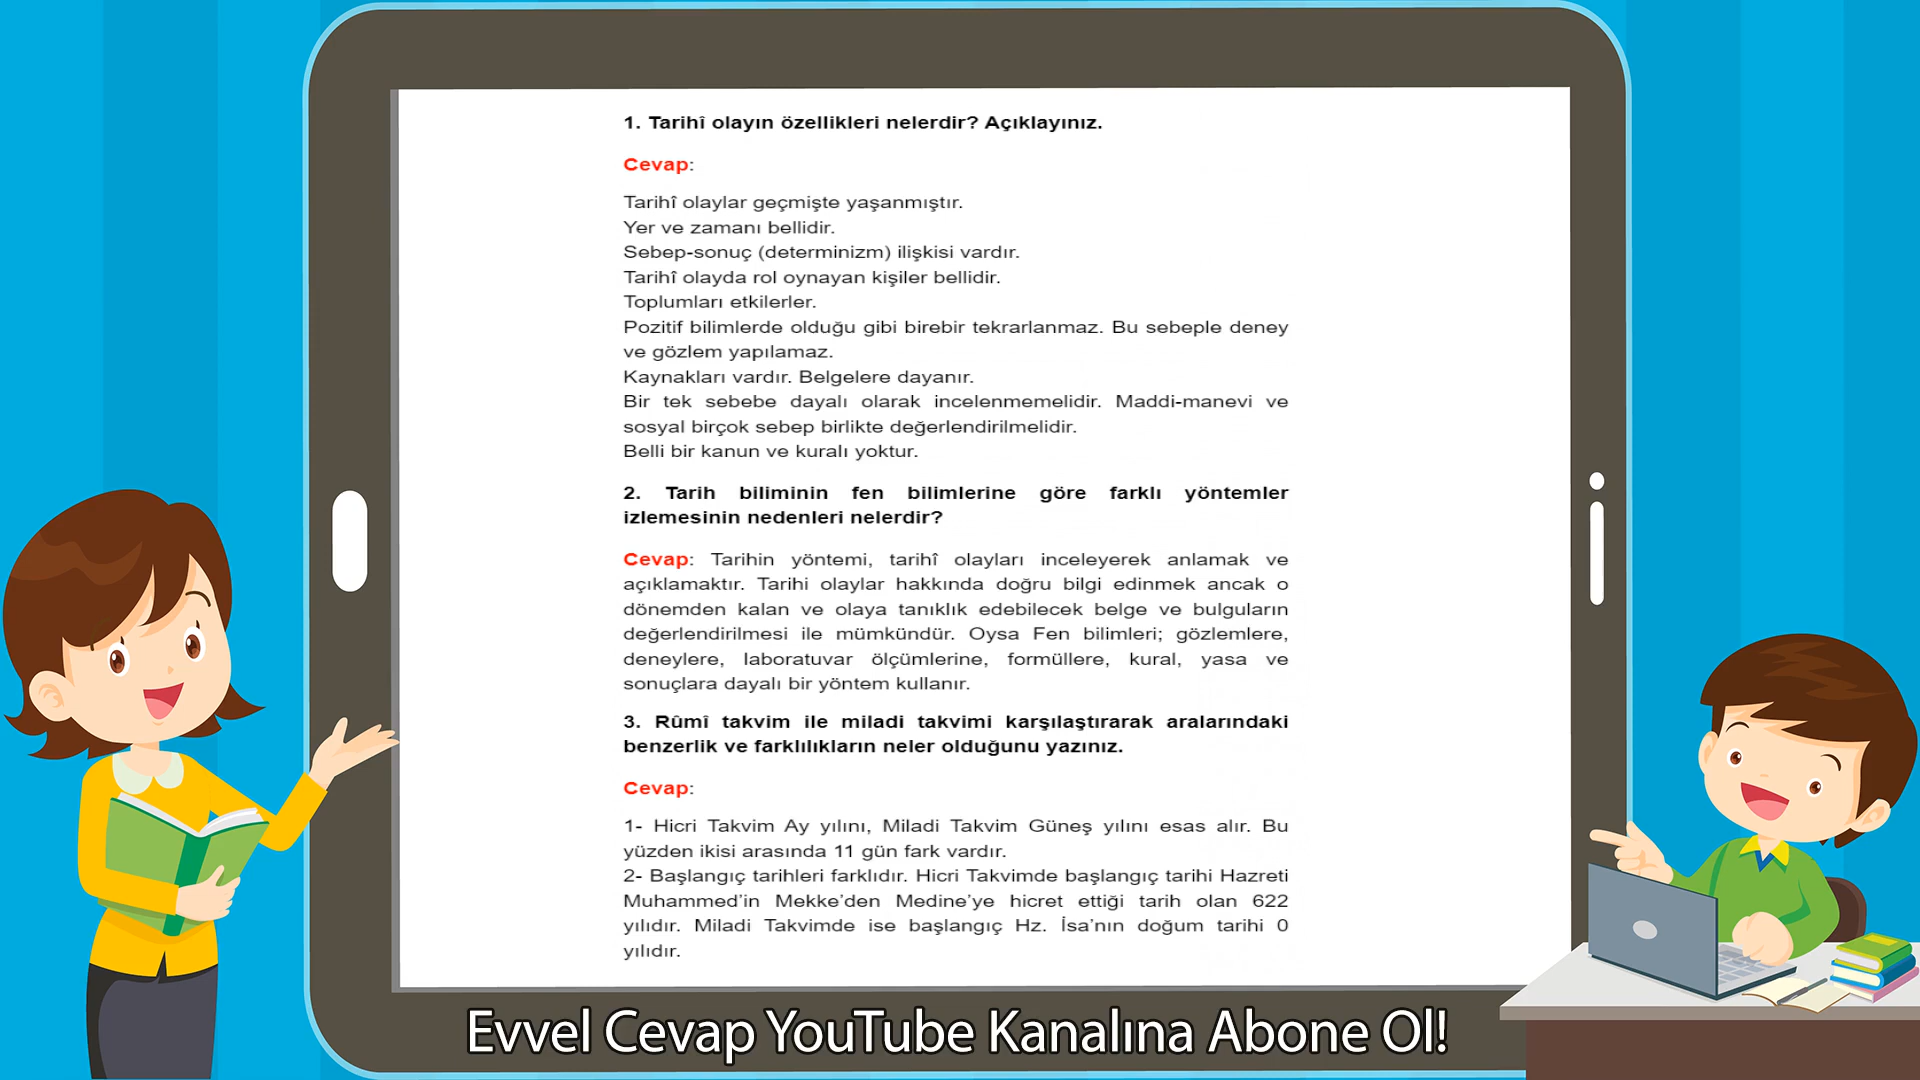 1. Tarihî olayın özellikleri nelerdir? Açıklayınız.
Cevap:
Tarihî olaylar geçmişte yaşanmıştır.
Yer ve zamanı bellidir.
Sebep-sonuç (determinizm) ilişkisi vardır.
Tarihî olayda rol oynayan kişiler bellidir.
Toplumları etkilerler.
Pozitif bilimlerde olduğu gibi birebir tekrarlanmaz. Bu sebeple deney
ve gözlem yapılamaz.
Kaynakları vardır. Belgelere dayanır.
Bir tek sebebe dayalı olarak incelenmemelidir. Maddi-manevi ve
sosyal birçok sebep birlikte değerlendirilmelidir.
Belli bir kanun ve kuralı yoktur.
2. Tarih biliminin fen bilimlerine göre farklı yöntemler
izlemesinin nedenleri nelerdir?
Cevap: Tarihin yöntemi, tarihî olayları inceleyerek anlamak ve
açıklamaktır. Tarihi olaylar hakkında doğru bilgi edinmek ancak o
dönemden kalan ve olaya tanıklık edebilecek belge ve bulguların
değerlendirilmesi ile mümkündür. Oysa Fen bilimleri; gözlemlere,
deneylere, laboratuvar ölçümlerine, formüllere, kural, yasa ve
sonuçlara dayalı bir yöntem kullanır.
3. Rûmî takvim ile miladi takvimi karşılaştırarak aralarındaki
benzerlik ve farklılıkların neler olduğunu yazınız.
Cevap:
1- Hicri Takvim Ay yılını, Miladi Takvim Güneş yılını esas alır. Bu
yüzden ikisi arasında 11 gün fark vardır.
2- Başlangıç tarihleri farklıdır. Hicri Takvimde başlangıç tarihi Hazreti
Muhammed’in Mekke’den Medine’ye hicret ettiği tarih olan 622
yılıdır. Miladi Takvimde ise başlangıç Hz. İsa’nın doğum tarihi 0
yılıdır.
Evvel Cevap YouTube Kanalına Abone Ol!